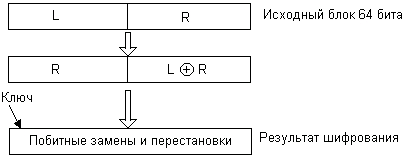 L R Исходный блок 64 бита
R L ⊕ R
Ключ
Побитные замены и перестановки Результат шифрования